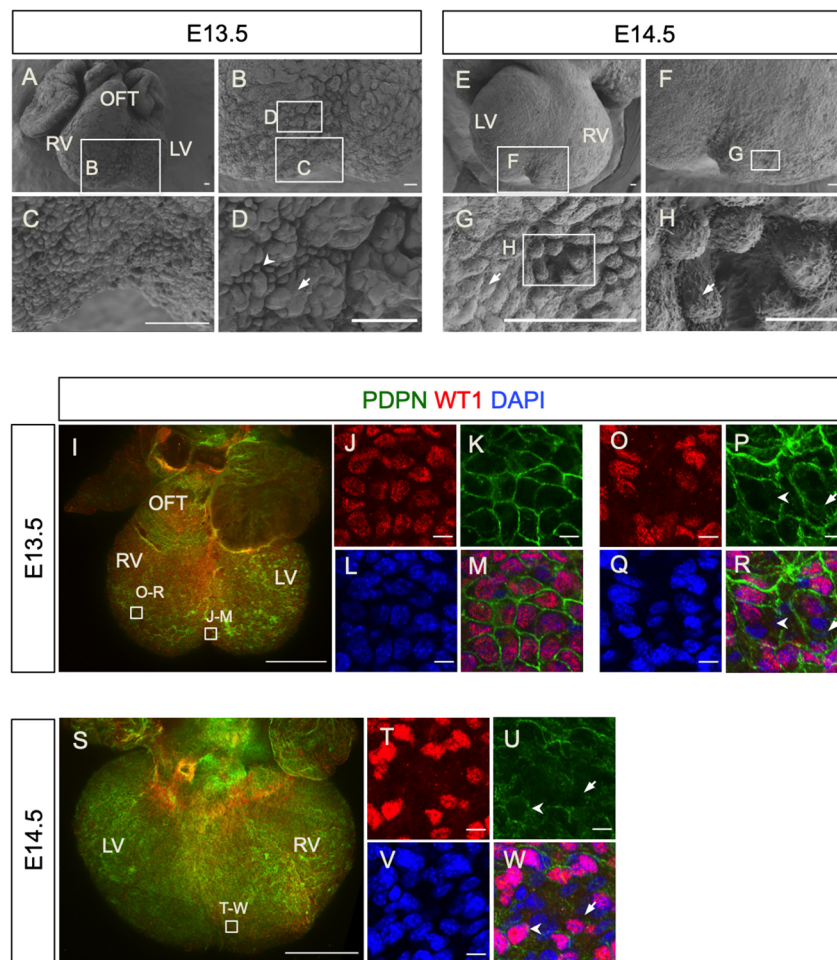 E13.5
E14.5
A
OFT
RV
LV
B
B
D
C
C
D
E
LV
RV
F
F
G
G
H
H
PDPN WT1 DAPI
E13.5
I
OFT
RV
LV
O-R
J-M
J
K
L
M
O
P
Q
R
E14.5
S
LV
RV
T-W
T
U
V
W